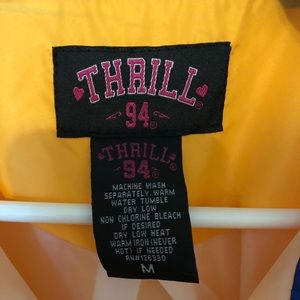 THRILL
94®
THRILL
94®
MACHINE WASH
SEPARATELY. WARM
WATER TUMBLE
DRY LOW
NON CHLORINE BLEACH
IF DESIRED
DRY LOW HEAT
WARM IRON (NEVER
HOT) IF NEEDED
RN#126330
M